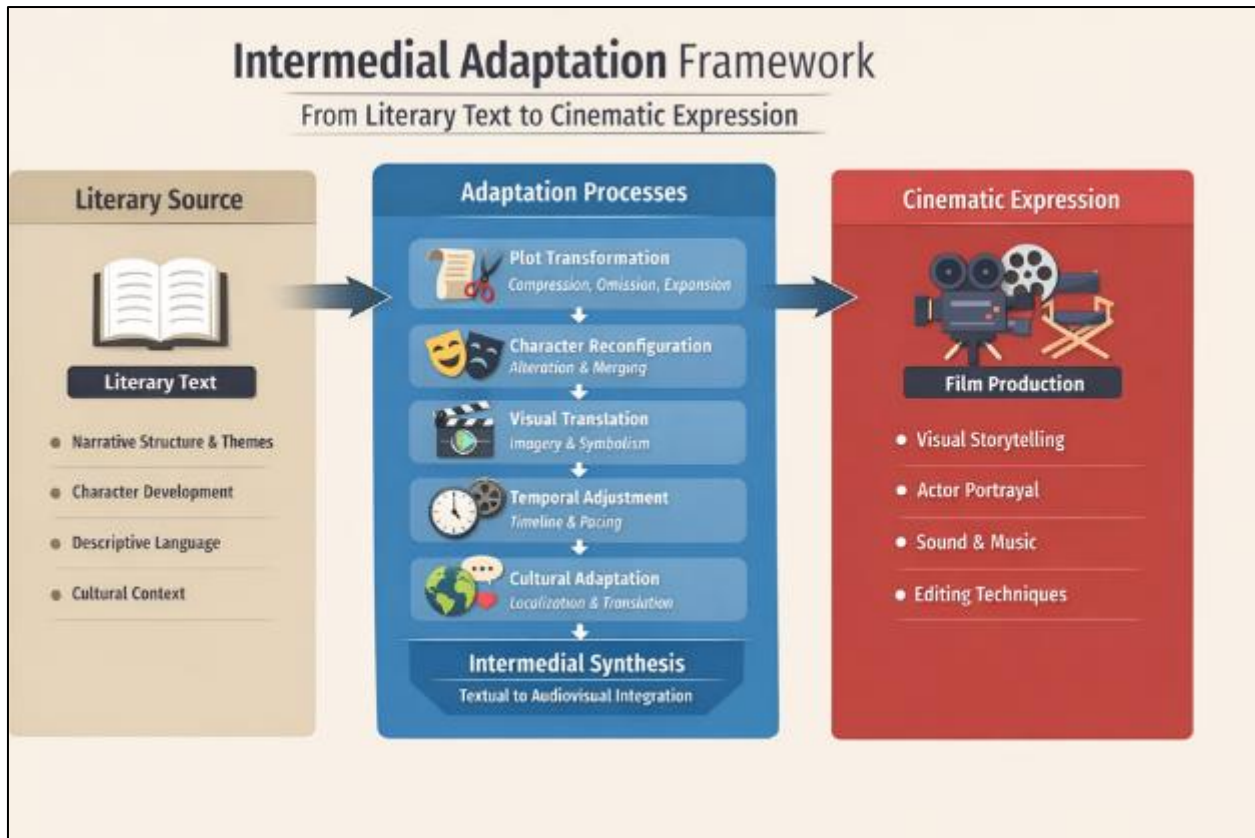 Intermedial Adaptation Framework
From Literary Text to Cinematic Expression
Literary Source
Literary Text
Narrative Structure & Themes
Character Development
Descriptive Language
Cultural Context
Adaptation Processes
Plot Transformation
Compression, Omission, Expansion
Character Reconfiguration
Alteration & Merging
Visual Translation
Imagery & Symbolism
Temporal Adjustment
Timeline & Pacing
Cultural Adaptation
Localization & Translation
Intermedial Synthesis
Textual to Audiovisual Integration
Cinematic Expression
Film Production
Visual Storytelling
Actor Portrayal
Sound & Music
Editing Techniques